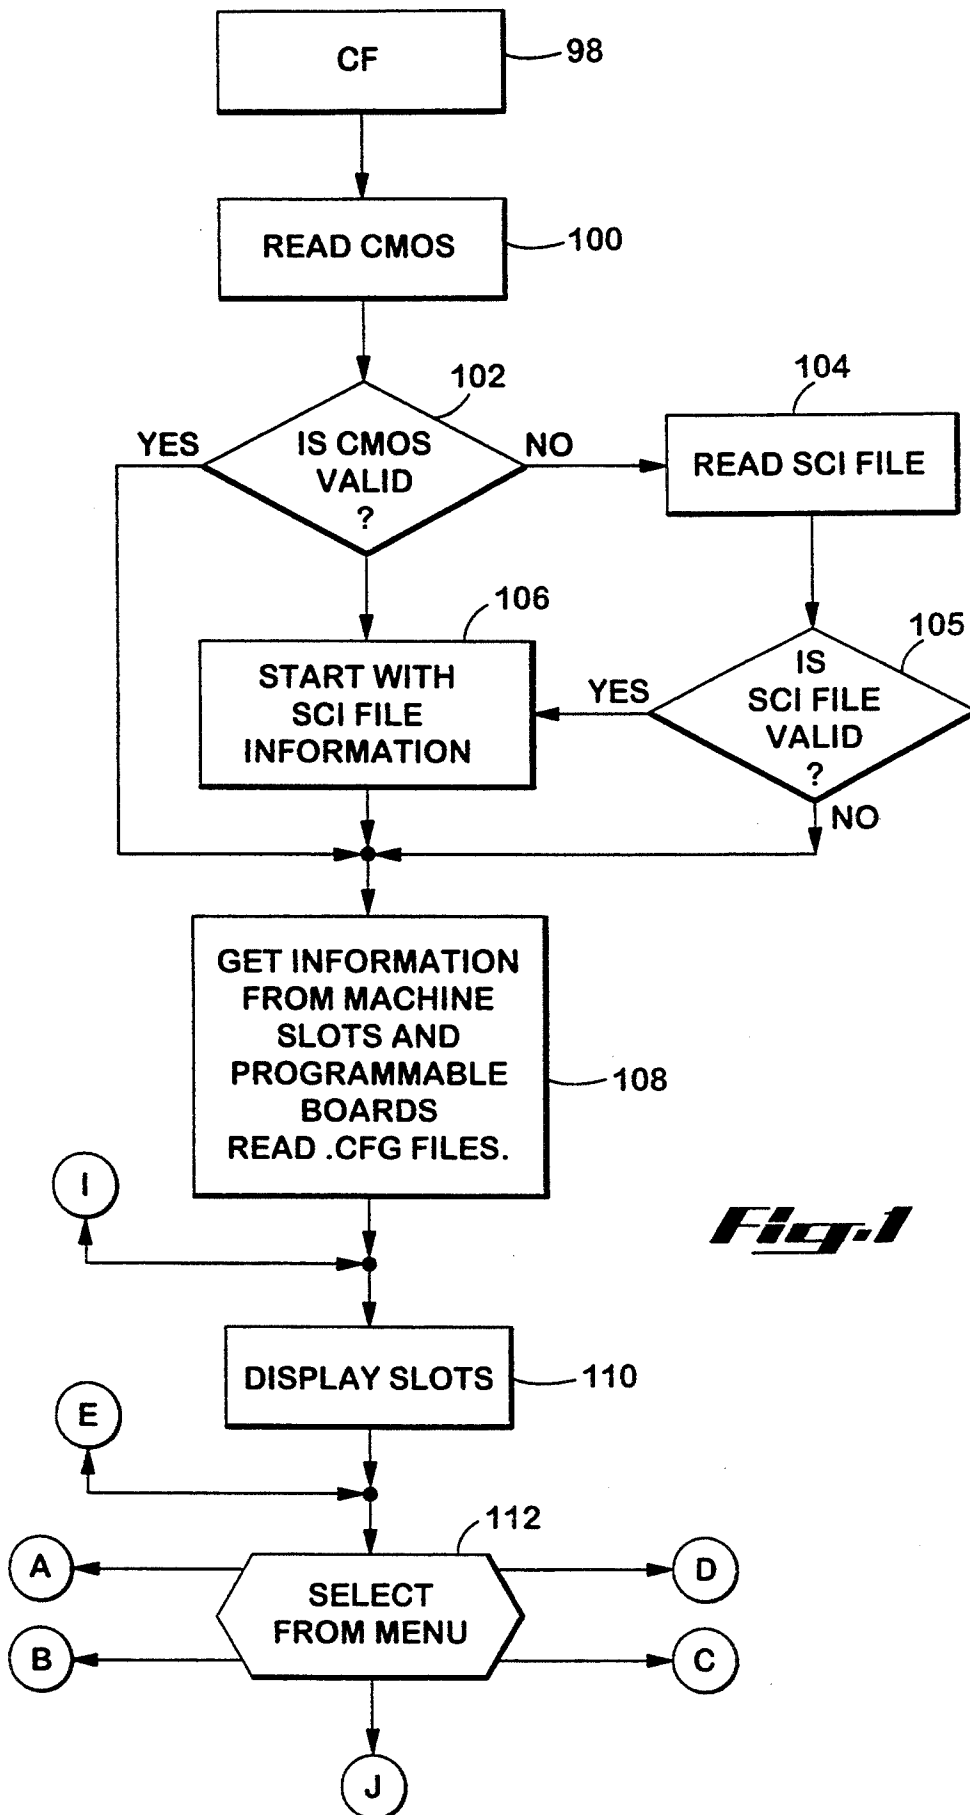 CF
98
READ CMOS
100
102
104
YES
IS CMOS
VALID
?
NO
READ SCI FILE
106
105
START WITH
SCI FILE
INFORMATION
YES
IS
SCI FILE
VALID
?
NO
GET INFORMATION
FROM MACHINE
SLOTS AND
PROGRAMMABLE
BOARDS
READ .CFG FILES.
108
I
Fig.1
DISPLAY SLOTS
110
E
112
A
D
SELECT
FROM MENU
B
C
J